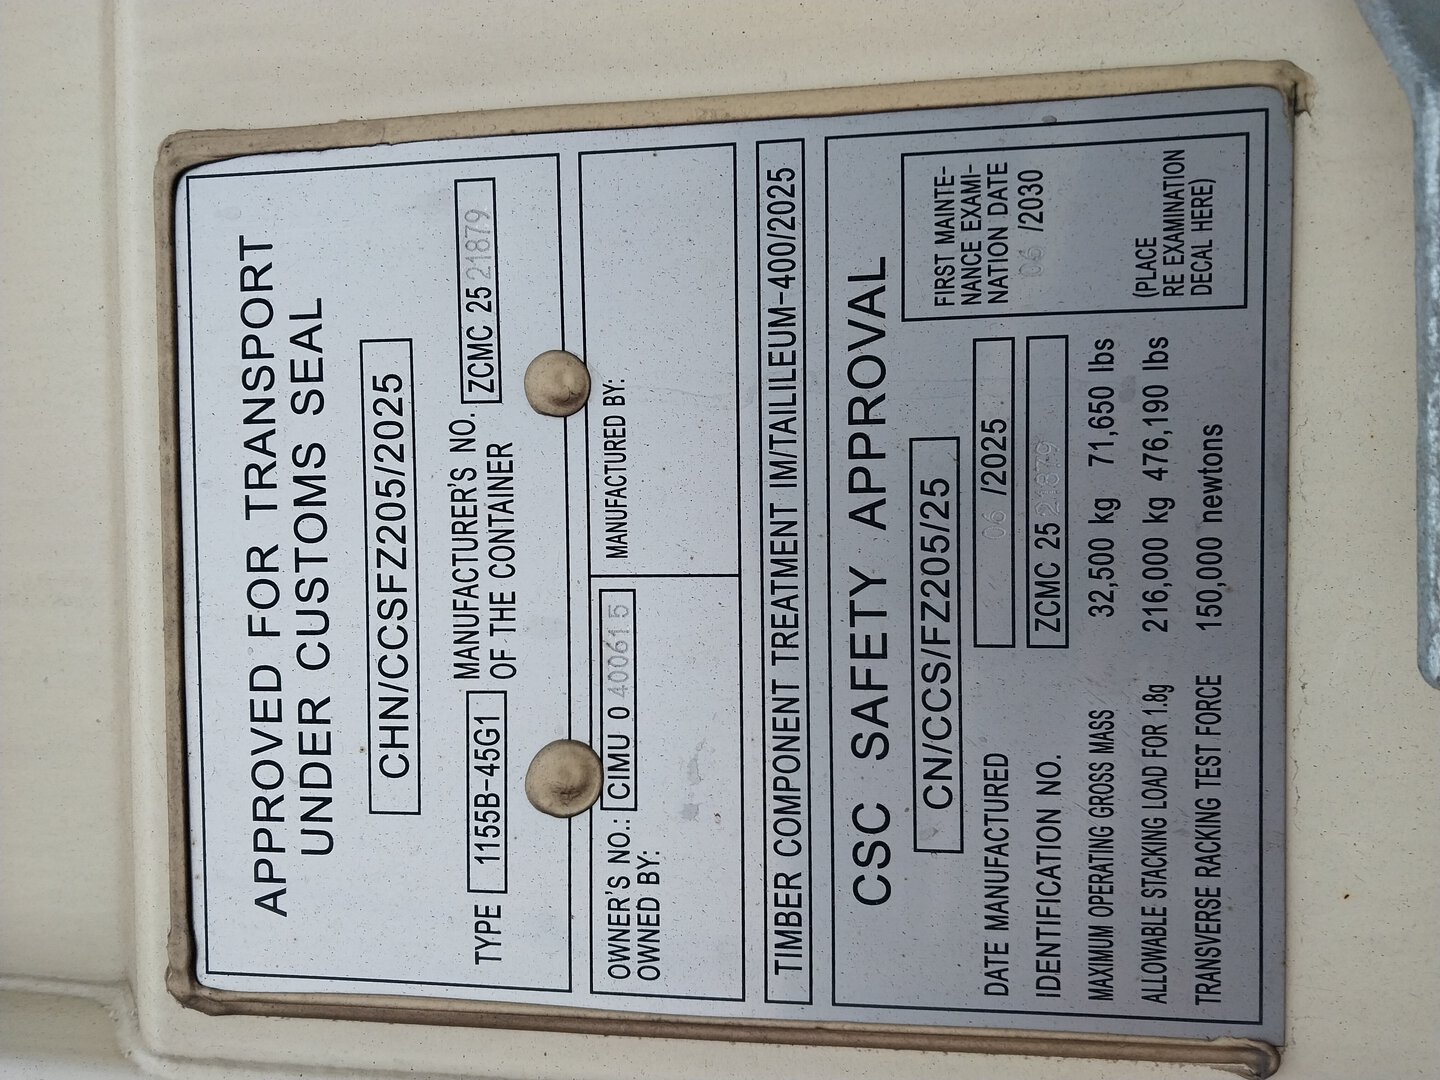 APPROVED FOR TRANSPORT
UNDER CUSTOMS SEAL
CHN/CCSFZ205/2025
TYPE 1155B-45G1 MANUFACTURER'S NO. OF THE CONTAINER ZCMC 25 21879
OWNER'S NO.: CIMU 0 400615
OWNED BY:
MANUFACTURED BY:
TIMBER COMPONENT TREATMENT IM/TAILILEUM-400/2025
CSC SAFETY APPROVAL
CN/CCS/FZ205/25
DATE MANUFACTURED 06 /2025
IDENTIFICATION NO. ZCMC 25 21879
MAXIMUM OPERATING GROSS MASS 32,500 kg 71,650 lbs
ALLOWABLE STACKING LOAD FOR 1.8g 216,000 kg 476,190 lbs
TRANSVERSE RACKING TEST FORCE 150,000 newtons
FIRST MAINTE-
NANCE EXAMI-
NATION DATE
06 /2030
(PLACE
RE EXAMINATION
DECAL HERE)